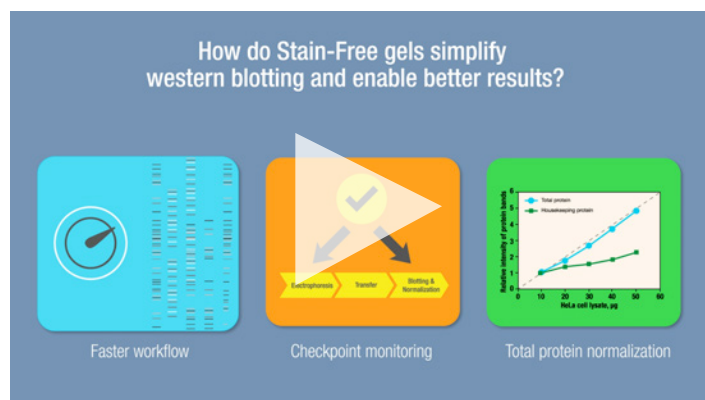 How do Stain-Free gels simplify
western blotting and enable better results?
Electrophoresis
Transfer
Blotting &
Normalization
Relative intensity of protein bands
6
5
4
3
2
1
0
Total protein
Housekeeping protein
0 10 20 30 40 50 60
HeLa cell lysate, µg
Faster workflow
Checkpoint monitoring
Total protein normalization